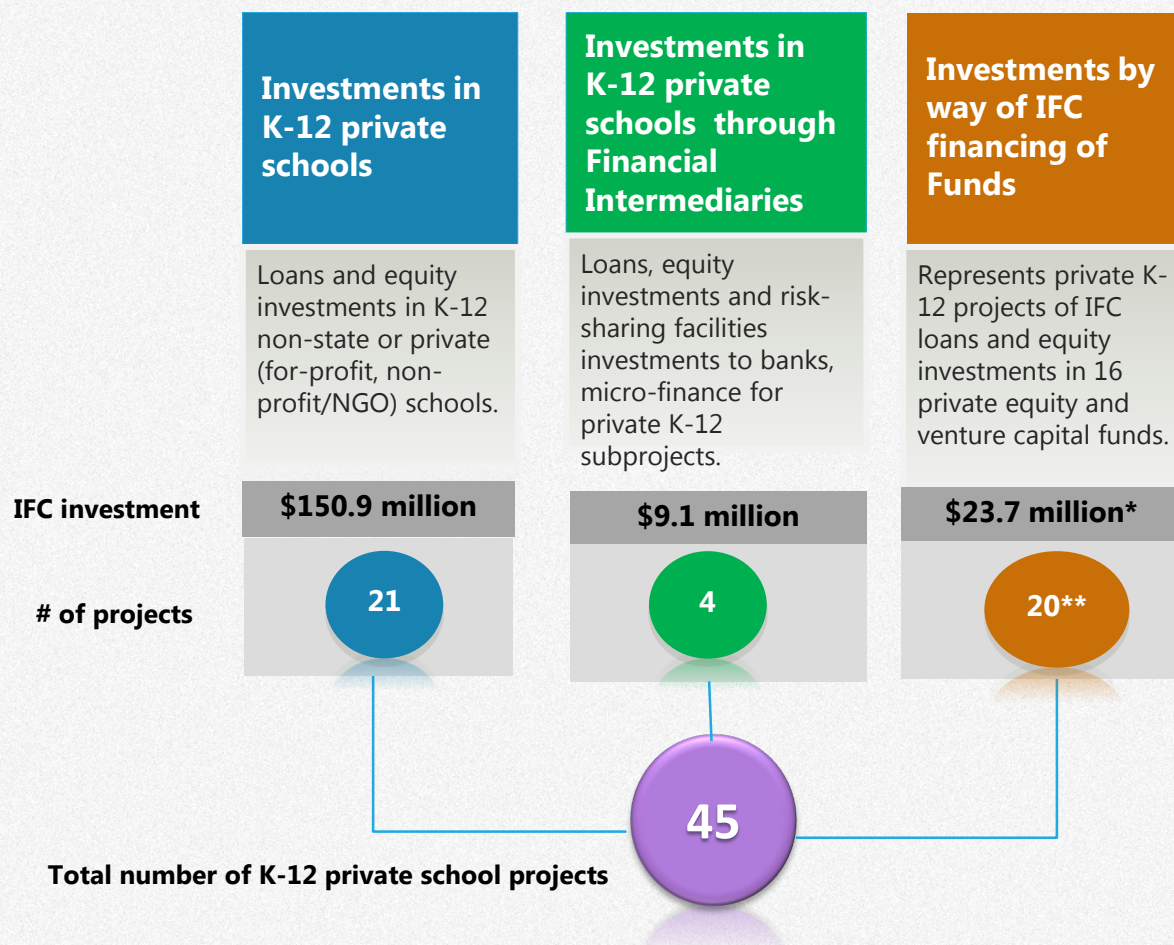 Investments in
K-12 private
schools
Investments in
K-12 private
schools through
Financial
Intermediaries
Investments by
way of IFC
financing of
Funds
Loans and equity
investments in K-12
non-state or private
(for-profit, non-
profit/NGO) schools.
Loans, equity
investments and risk-
sharing facilities
investments to banks,
micro-finance for
private K-12
subprojects.
Represents private K-
12 projects of IFC
loans and equity
investments in 16
private equity and
venture capital funds.
IFC investment
$150.9 million
$9.1 million
$23.7 million*
# of projects
21
4
20**
45
Total number of K-12 private school projects